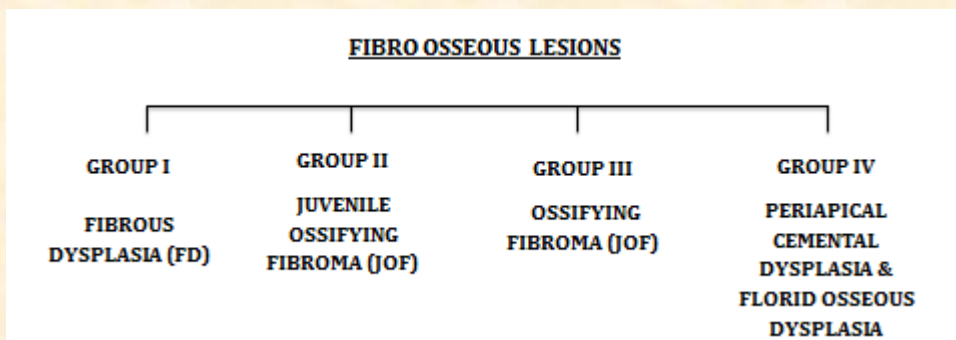 FIBRO OSSEOUS LESIONS
GROUP I
FIBROUS
DYSPLASIA (FD)
GROUP II
JUVENILE
OSSIFYING
FIBROMA (JOF)
GROUP III
OSSIFYING
FIBROMA (JOF)
GROUP IV
PERIAPICAL
CEMENTAL
DYSPLASIA &
FLORID OSSEOUS
DYSPLASIA